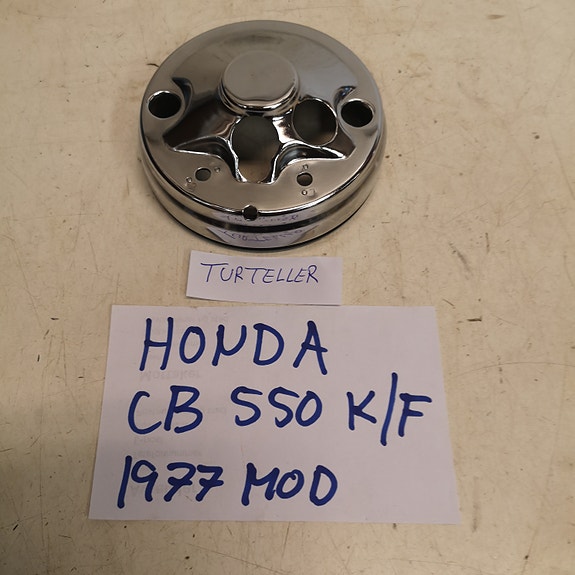 TURTELLER
HONDA
CB 550 K/F
1977 MOD